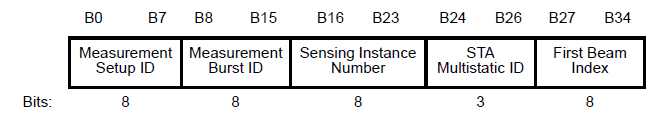 B0 B7 B8 B15 B16 B23 B24 B26 B27 B34
Measurement Setup ID Measurement Burst ID Sensing Instance Number STA Multistatic ID First Beam Index
Bits: 8 8 8 3 8